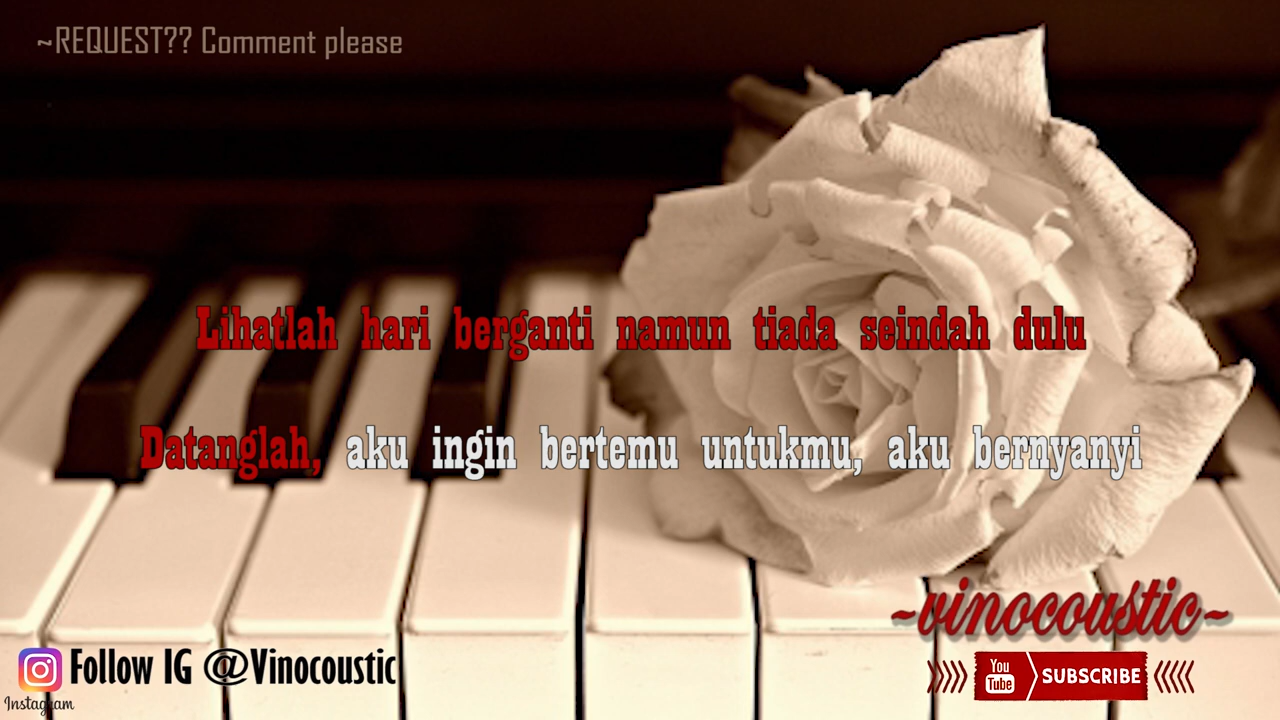 ~REQUEST?? Comment please
Lihatlah hari berganti namun tiada seindah dulu
Datanglah, aku ingin bertemu untukmu, aku bernyanyi
~vinocoustic~
Follow IG @Vinocoustic
Instagram
You
Tube
SUBSCRIBE